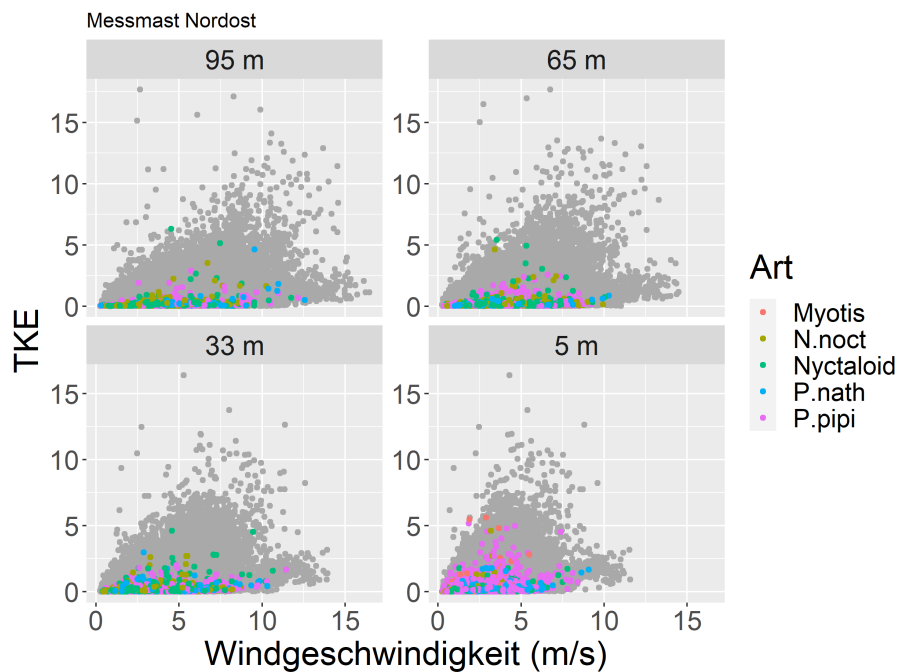 Messmast Nordost
95 m
65 m
15
10
5
0
15
10
5
0
33 m
5 m
15
10
5
0
15
10
5
0
0
5
10
15
0
5
10
15
TKE
Windgeschwindigkeit (m/s)
Art
Myotis
N.noct
Nyctaloid
P.nath
P.pipi